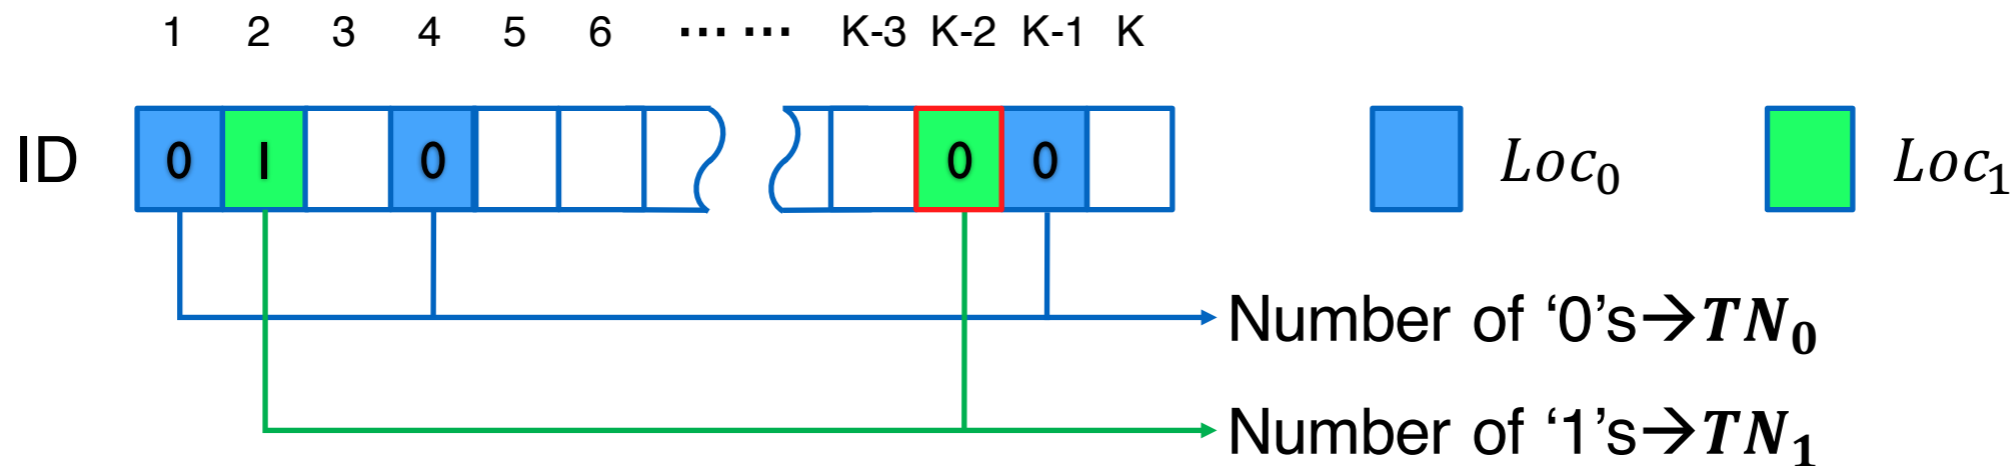 1 2 3 4 5 6 ⋯⋯ K-3 K-2 K-1 K
ID 0 1 0 0 0 Loc₀ Loc₁
Number of ‘0’s→TN₀
Number of ‘1’s→TN₁